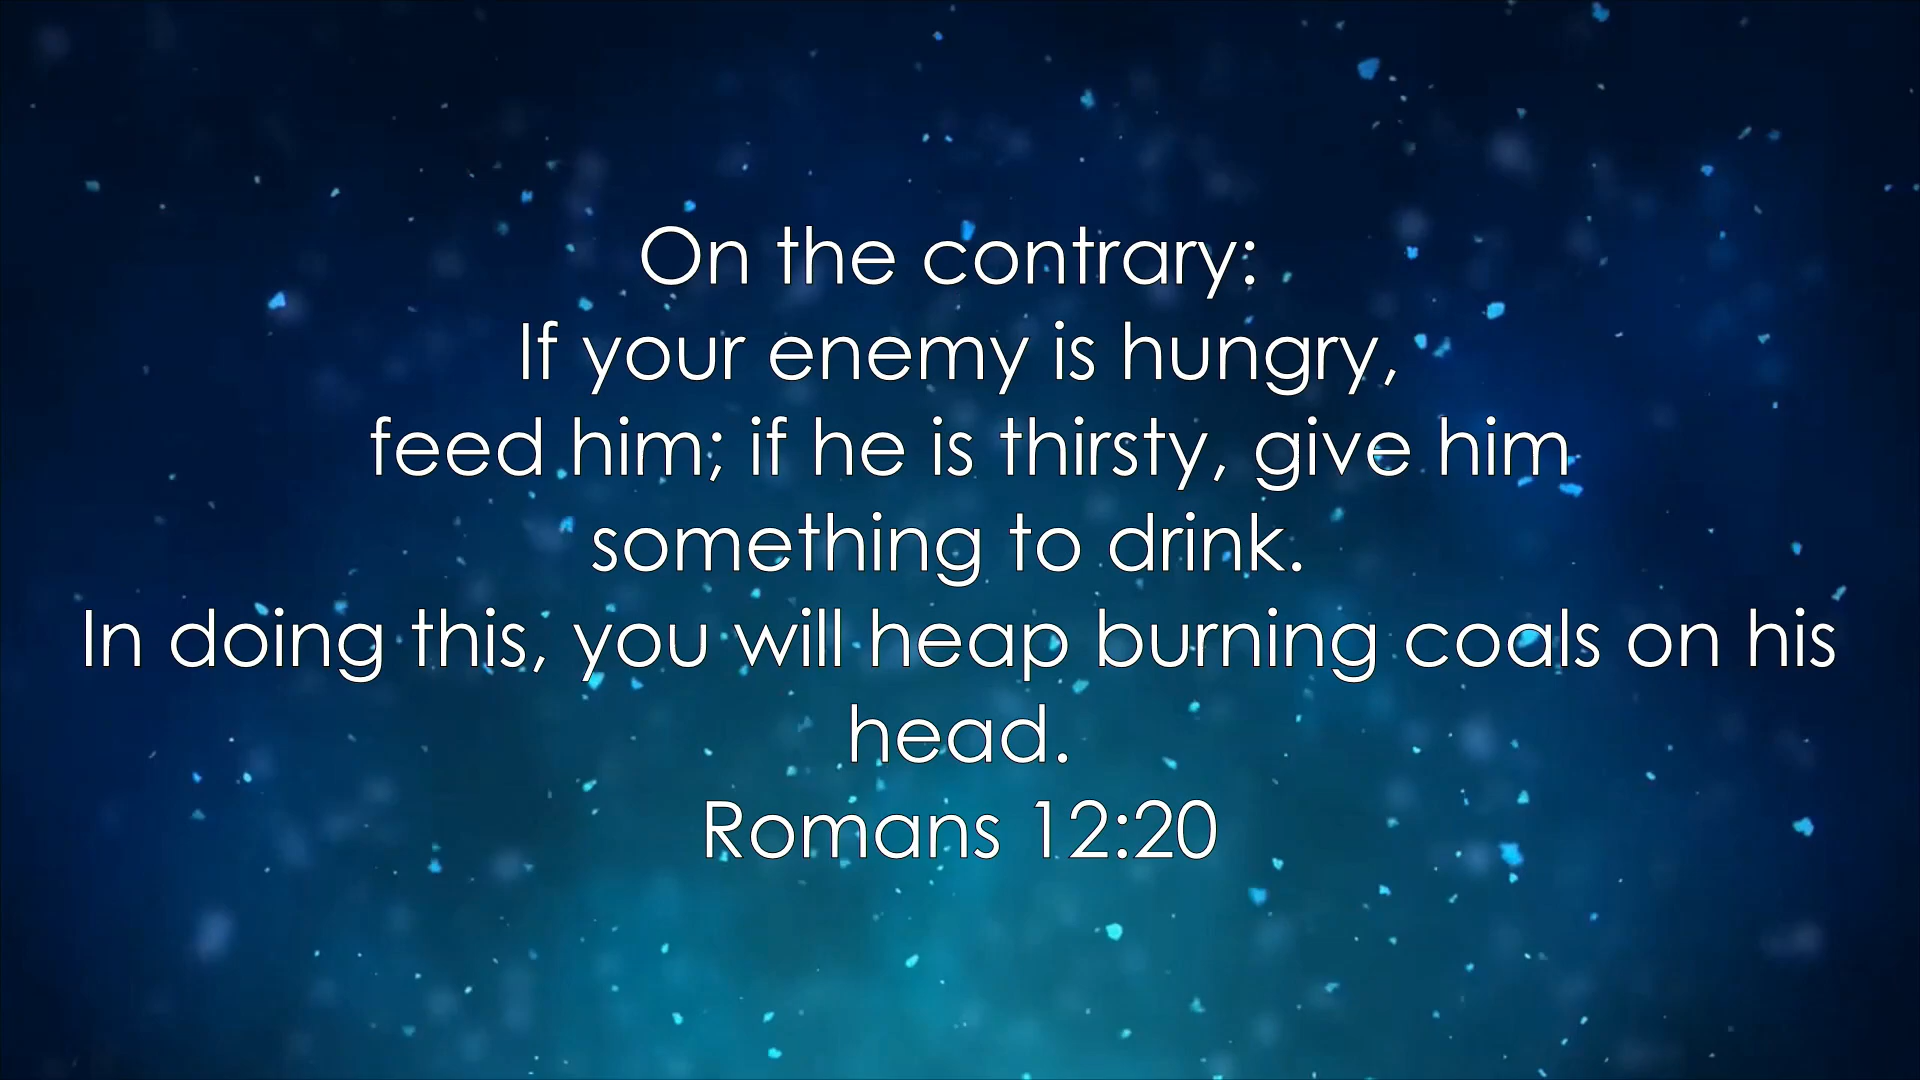 On the contrary:
If your enemy is hungry,
feed him; if he is thirsty, give him
something to drink.
In doing this, you will heap burning coals on his
head.
Romans 12:20